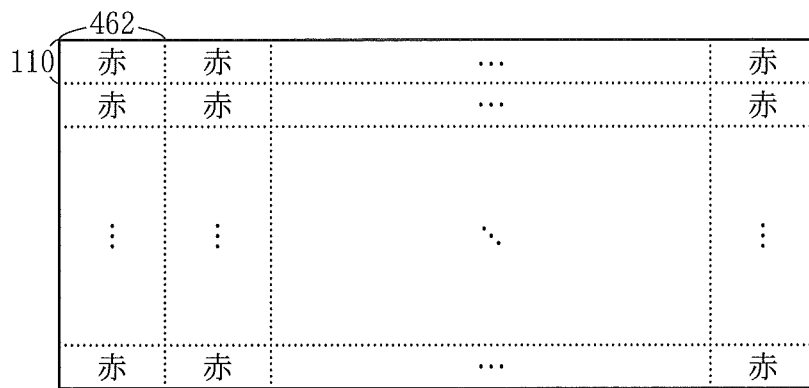 462
110 赤 赤 … 赤
赤 赤 … 赤
⋮ ⋮ ⋱ ⋮
赤 赤 … 赤